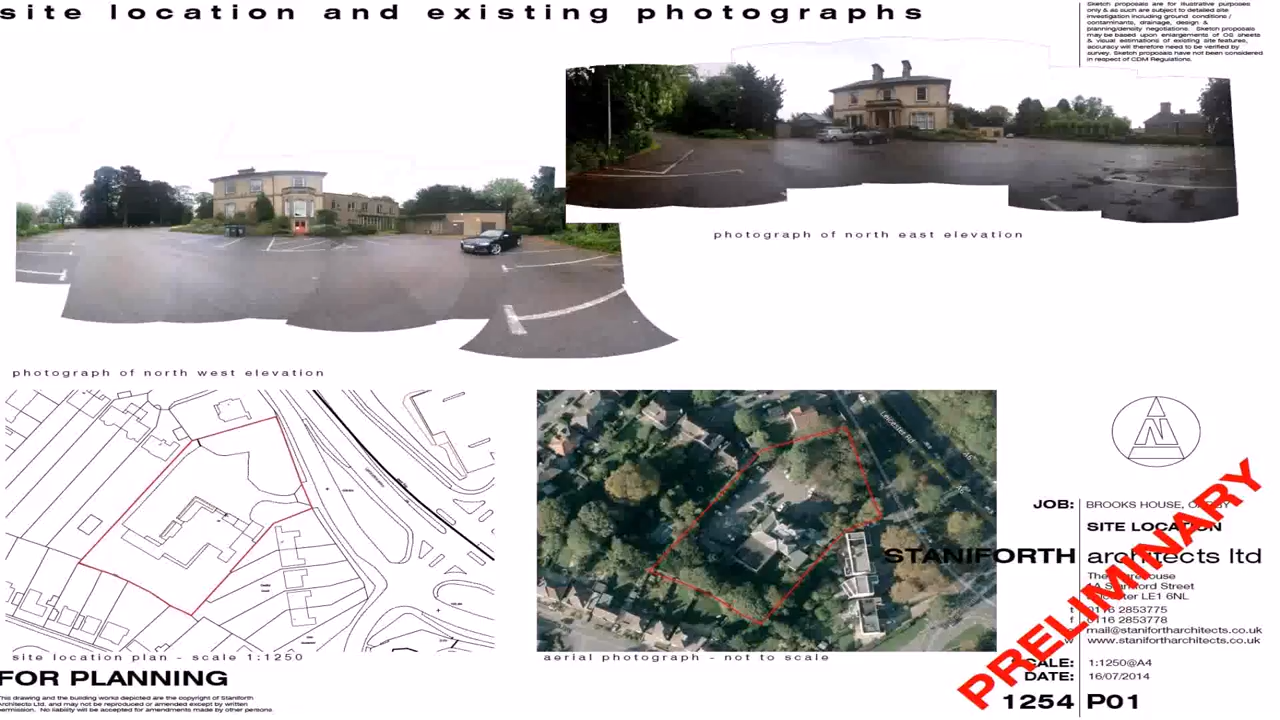 site location and existing photographs
Sketch proposals are for illustrative purposes
only & as such are subject to detailed site
investigation including ground conditions /
contaminants, drainage, design &
planning/density negotiations. Sketch proposals
may be based upon enlargements of OS sheets
& visual estimations of existing site features,
accuracy will therefore need to be verified by
survey. Sketch proposals have not been considered
in respect of CDM Regulations.
photograph of north east elevation
photograph of north west elevation
Leicester Rd
A6
A6
site location plan - scale 1:1250
aerial photograph - not to scale
FOR PLANNING
This drawing and the building works depicted are the copyright of Staniforth
Architects Ltd. and may not be reproduced or amended except by written
permission. No liability will be accepted for amendments made by other persons.
JOB: BROOKS HOUSE,
SITE LOCATION
STANIFORTH architects ltd
Street
LE1 6NL
t 0116 2853775
f 0116 2853778
mail@stanifortharchitects.co.uk
www.stanifortharchitects.co.uk
SCALE: 1:1250@A4
DATE: 16/07/2014
1254 P01
PRELIMINARY